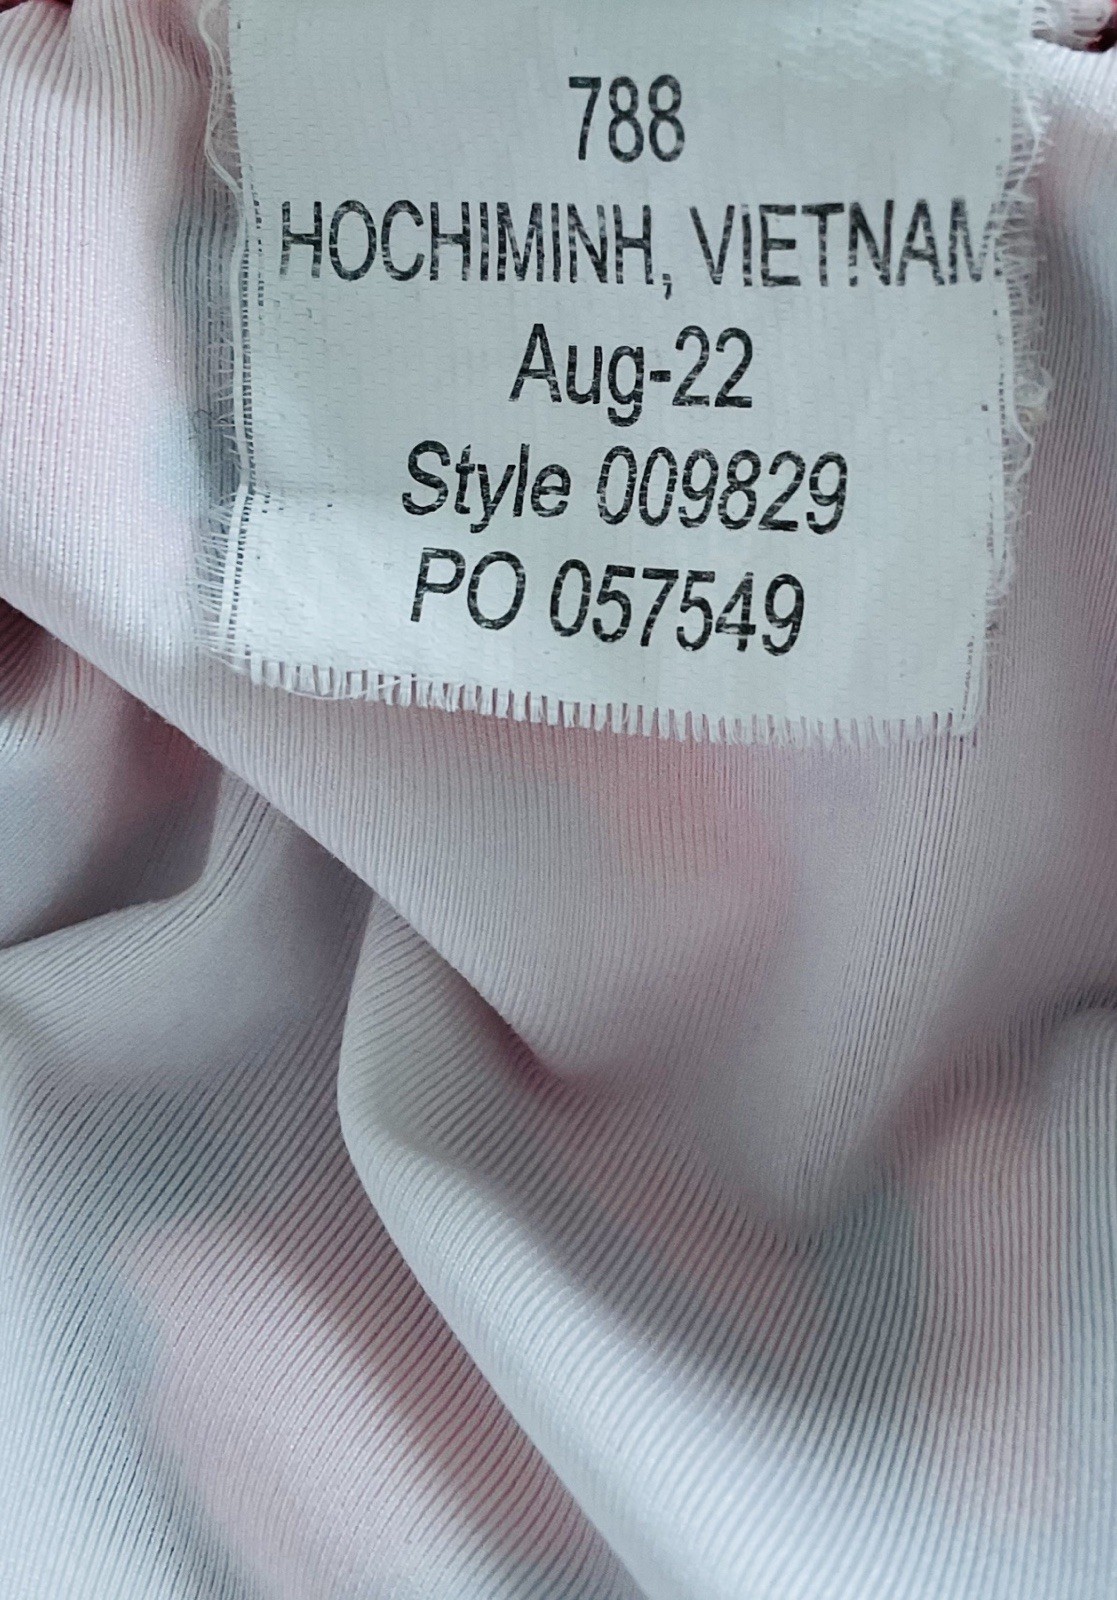 788
HOCHIMINH, VIETNAM
Aug-22
Style 009829
PO 057549